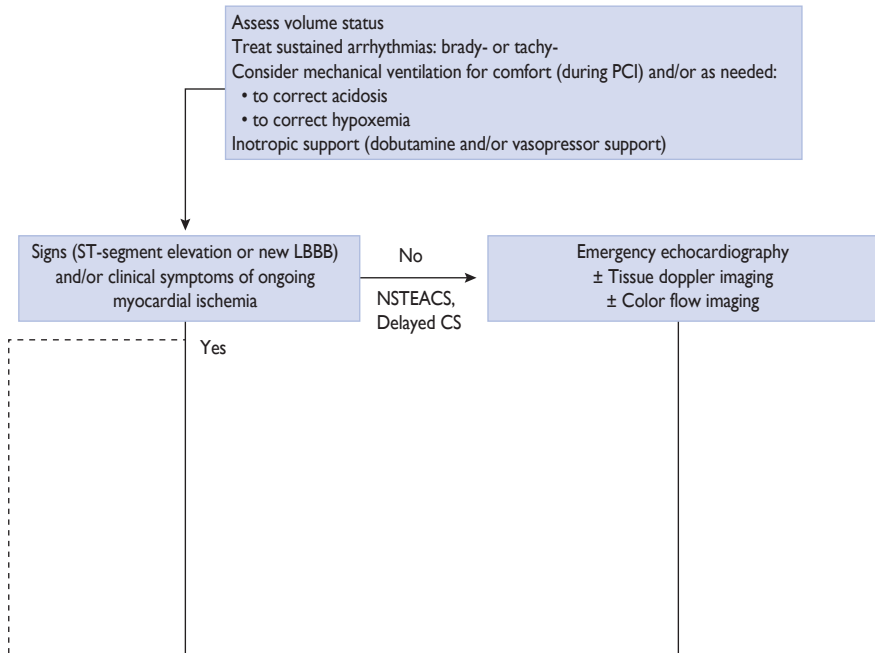 Assess volume status
Treat sustained arrhythmias: brady- or tachy-
Consider mechanical ventilation for comfort (during PCI) and/or as needed:
• to correct acidosis
• to correct hypoxemia
Inotropic support (dobutamine and/or vasopressor support)
Signs (ST-segment elevation or new LBBB)
and/or clinical symptoms of ongoing
myocardial ischemia
No
NSTEACS,
Delayed CS
Emergency echocardiography
± Tissue doppler imaging
± Color flow imaging
Yes